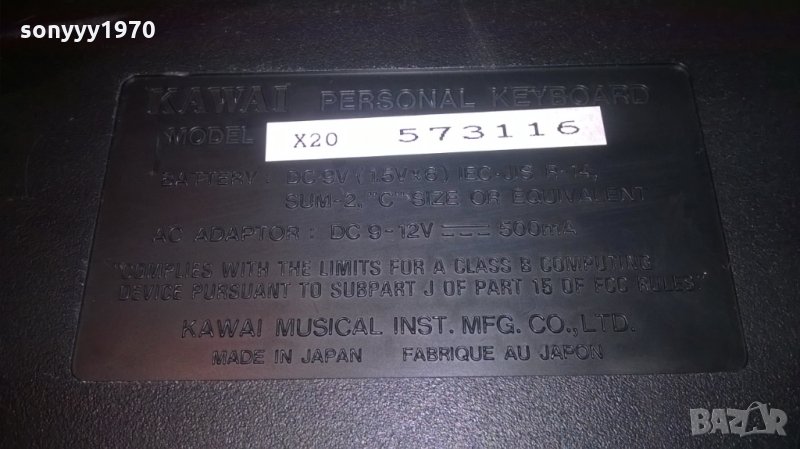 sonyyy1970
KAWAI PERSONAL KEYBOARD
MODEL X20 573116
BATTERY : DC 9V (1.5V×6) IEC·JIS R-14,
SUM-2, "C" SIZE OR EQUIVALENT
AC ADAPTOR : DC 9-12V ⎓ 500mA
"COMPLIES WITH THE LIMITS FOR A CLASS B COMPUTING
DEVICE PURSUANT TO SUBPART J OF PART 15 OF FCC RULES"
KAWAI MUSICAL INST. MFG. CO., LTD.
MADE IN JAPAN FABRIQUE AU JAPON
BAZAR